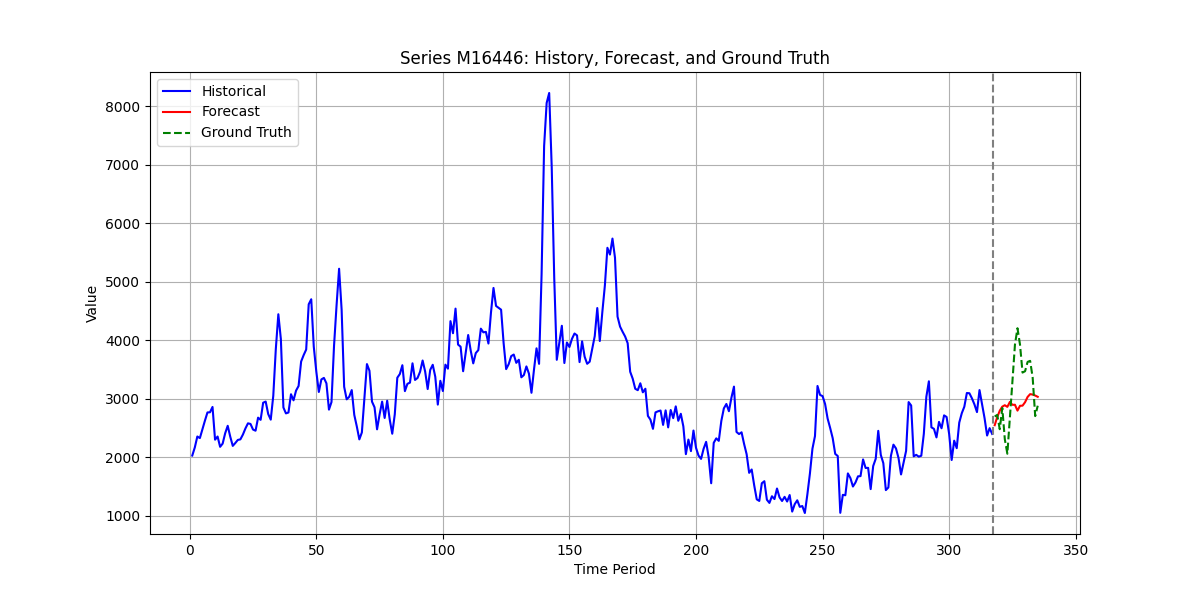 Series M16446: History, Forecast, and Ground Truth
Historical
Forecast
Ground Truth
8000
7000
6000
5000
4000
3000
2000
1000
Value
0 50 100 150 200 250 300 350
Time Period